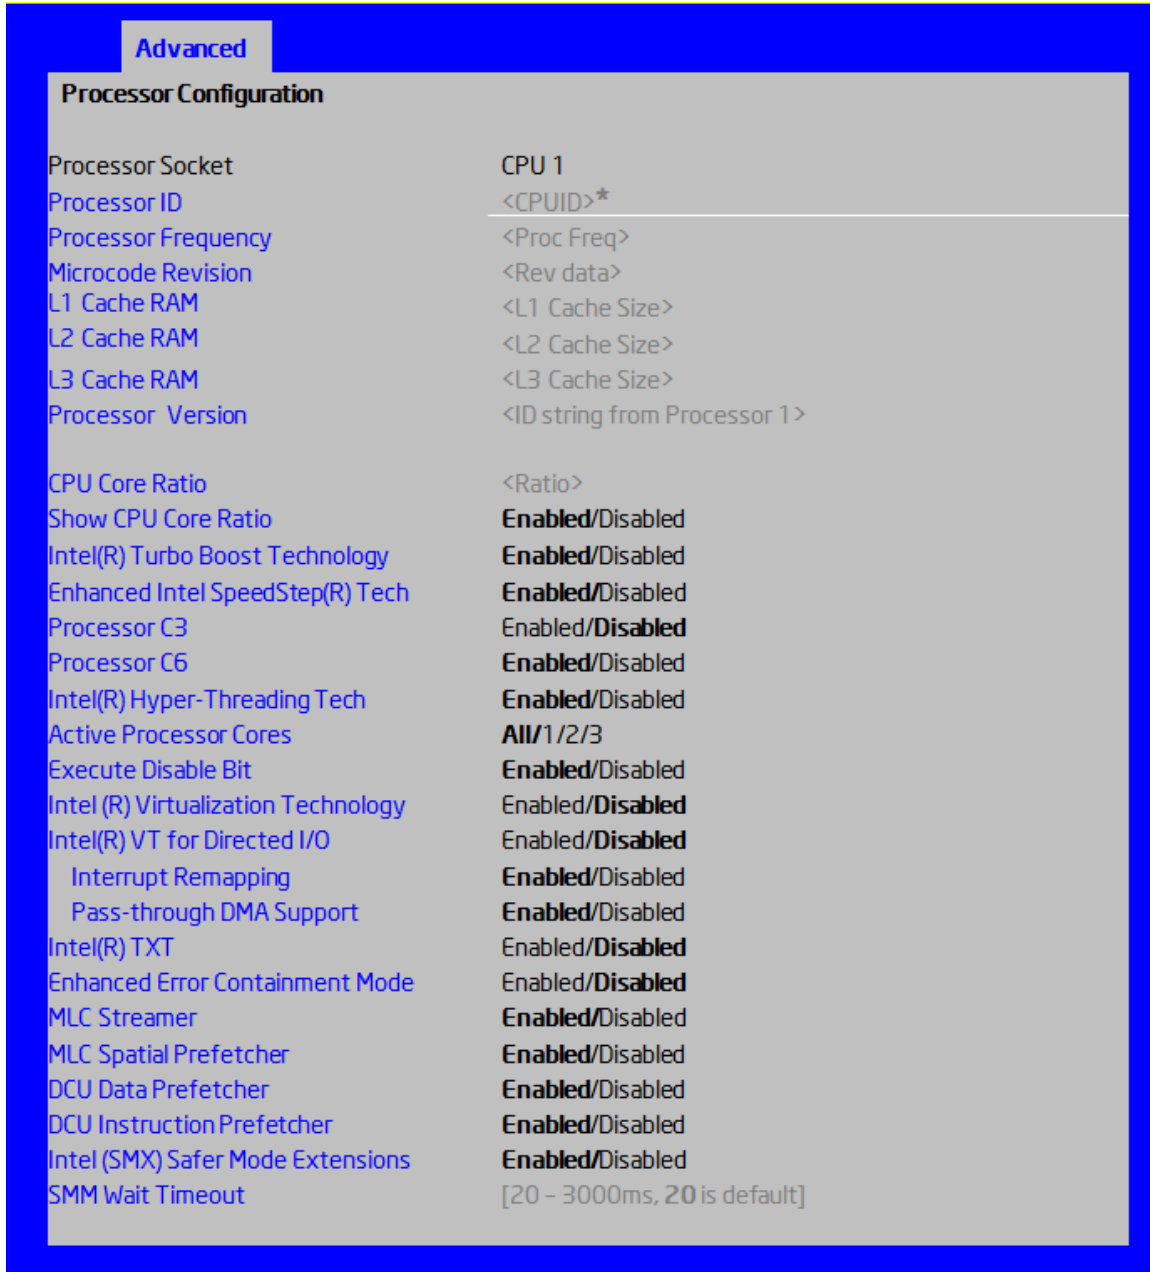 Advanced
Processor Configuration
Processor Socket CPU 1
Processor ID <CPUID>*
Processor Frequency <Proc Freq>
Microcode Revision <Rev data>
L1 Cache RAM <L1 Cache Size>
L2 Cache RAM <L2 Cache Size>
L3 Cache RAM <L3 Cache Size>
Processor Version <ID string from Processor 1>
CPU Core Ratio <Ratio>
Show CPU Core Ratio Enabled/Disabled
Intel(R) Turbo Boost Technology Enabled/Disabled
Enhanced Intel SpeedStep(R) Tech Enabled/Disabled
Processor C3 Enabled/Disabled
Processor C6 Enabled/Disabled
Intel(R) Hyper-Threading Tech Enabled/Disabled
Active Processor Cores All/1/2/3
Execute Disable Bit Enabled/Disabled
Intel (R) Virtualization Technology Enabled/Disabled
Intel(R) VT for Directed I/O Enabled/Disabled
Interrupt Remapping Enabled/Disabled
Pass-through DMA Support Enabled/Disabled
Intel(R) TXT Enabled/Disabled
Enhanced Error Containment Mode Enabled/Disabled
MLC Streamer Enabled/Disabled
MLC Spatial Prefetcher Enabled/Disabled
DCU Data Prefetcher Enabled/Disabled
DCU Instruction Prefetcher Enabled/Disabled
Intel (SMX) Safer Mode Extensions Enabled/Disabled
SMM Wait Timeout [20 – 3000ms, 20 is default]